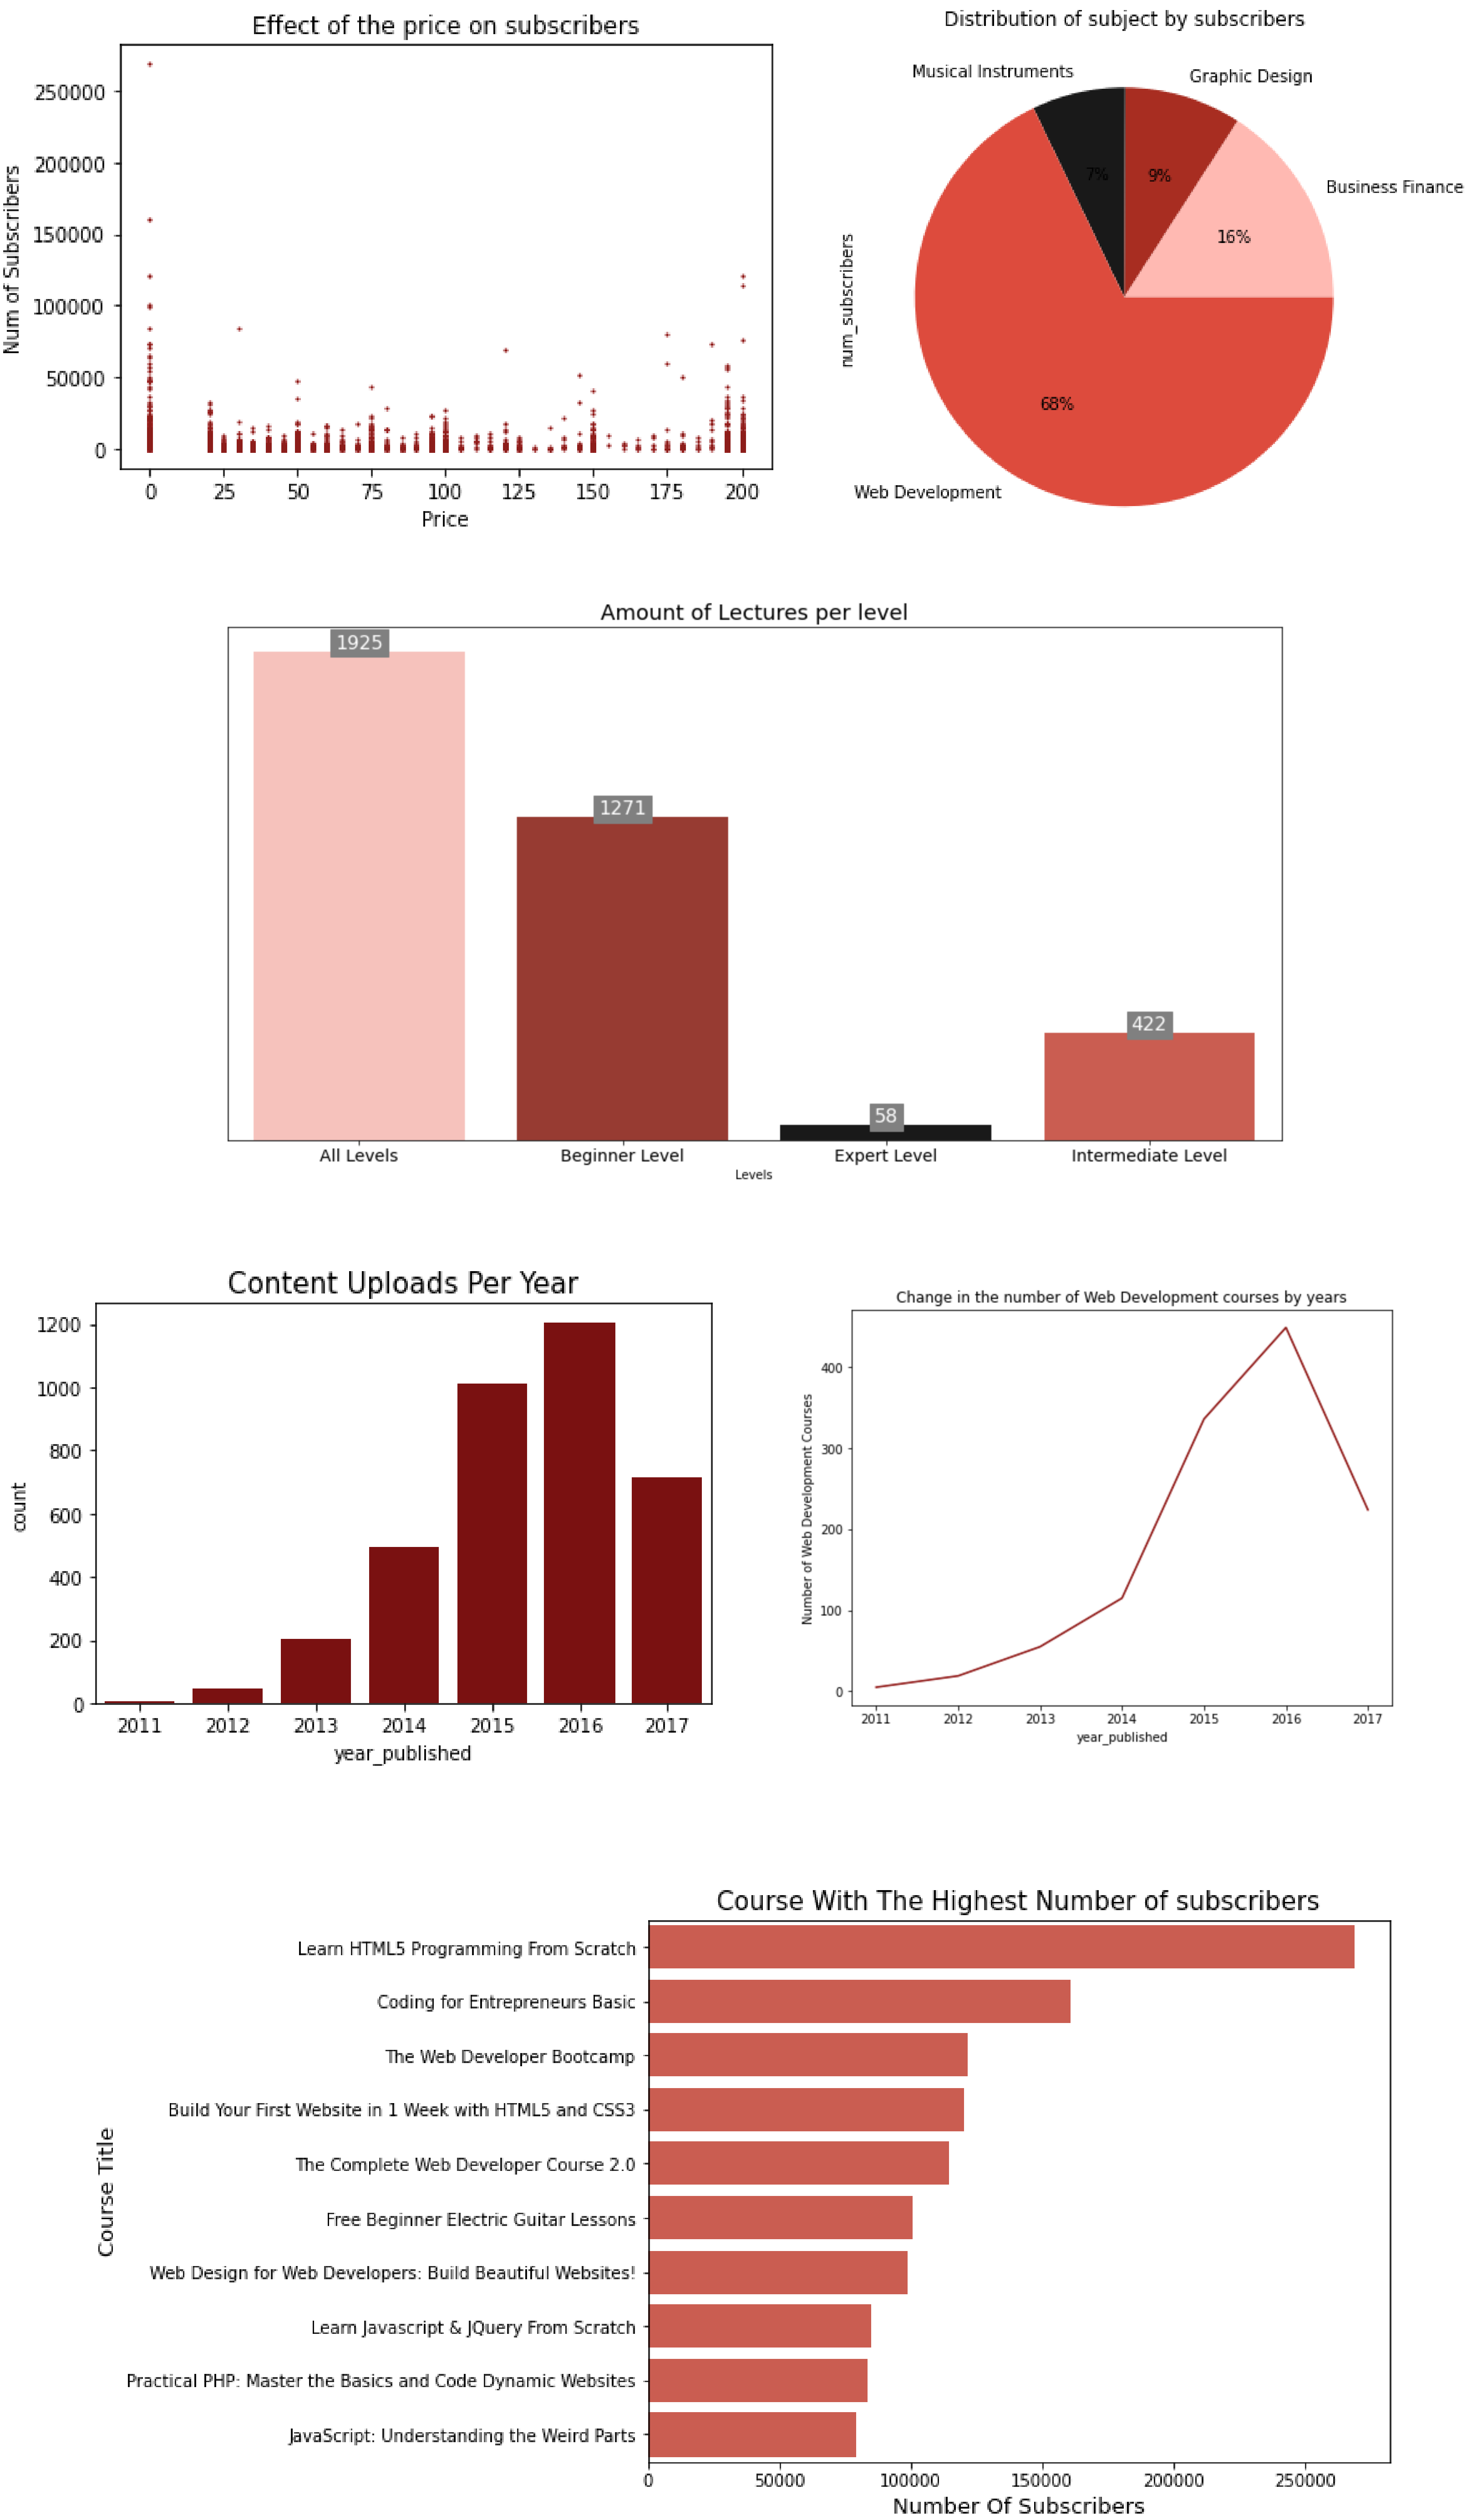 Effect of the price on subscribers
250000
200000
150000
100000
50000
0
Num of Subscribers
0 25 50 75 100 125 150 175 200
Price
Distribution of subject by subscribers
Musical Instruments
Graphic Design
Business Finance
Web Development
7%
9%
16%
68%
num_subscribers
Amount of Lectures per level
1925
1271
58
422
All Levels Beginner Level Expert Level Intermediate Level
Levels
Content Uploads Per Year
1200
1000
800
600
400
200
0
count
2011 2012 2013 2014 2015 2016 2017
year_published
Change in the number of Web Development courses by years
400
300
200
100
0
Number of Web Development Courses
2011 2012 2013 2014 2015 2016 2017
year_published
Course With The Highest Number of subscribers
Learn HTML5 Programming From Scratch
Coding for Entrepreneurs Basic
The Web Developer Bootcamp
Build Your First Website in 1 Week with HTML5 and CSS3
The Complete Web Developer Course 2.0
Free Beginner Electric Guitar Lessons
Web Design for Web Developers: Build Beautiful Websites!
Learn Javascript & JQuery From Scratch
Practical PHP: Master the Basics and Code Dynamic Websites
JavaScript: Understanding the Weird Parts
Course Title
0 50000 100000 150000 200000 250000
Number Of Subscribers